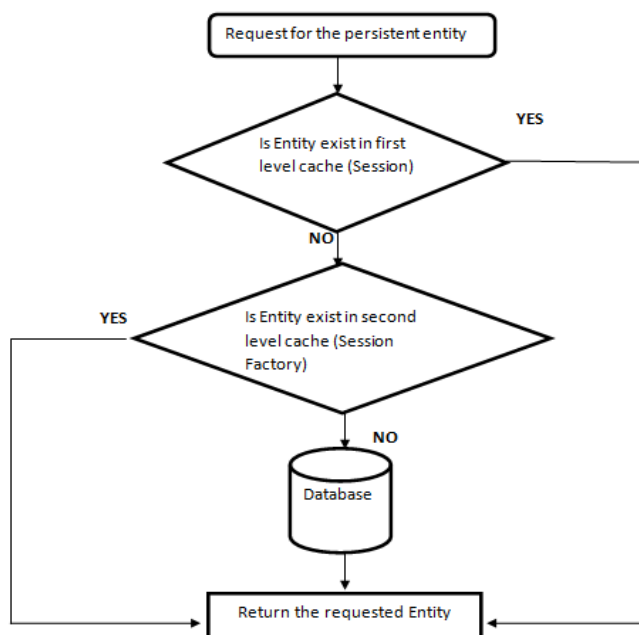 Request for the persistent entity
YES
Is Entity exist in first
level cache (Session)
NO
YES
Is Entity exist in second
level cache (Session
Factory)
NO
Database
Return the requested Entity